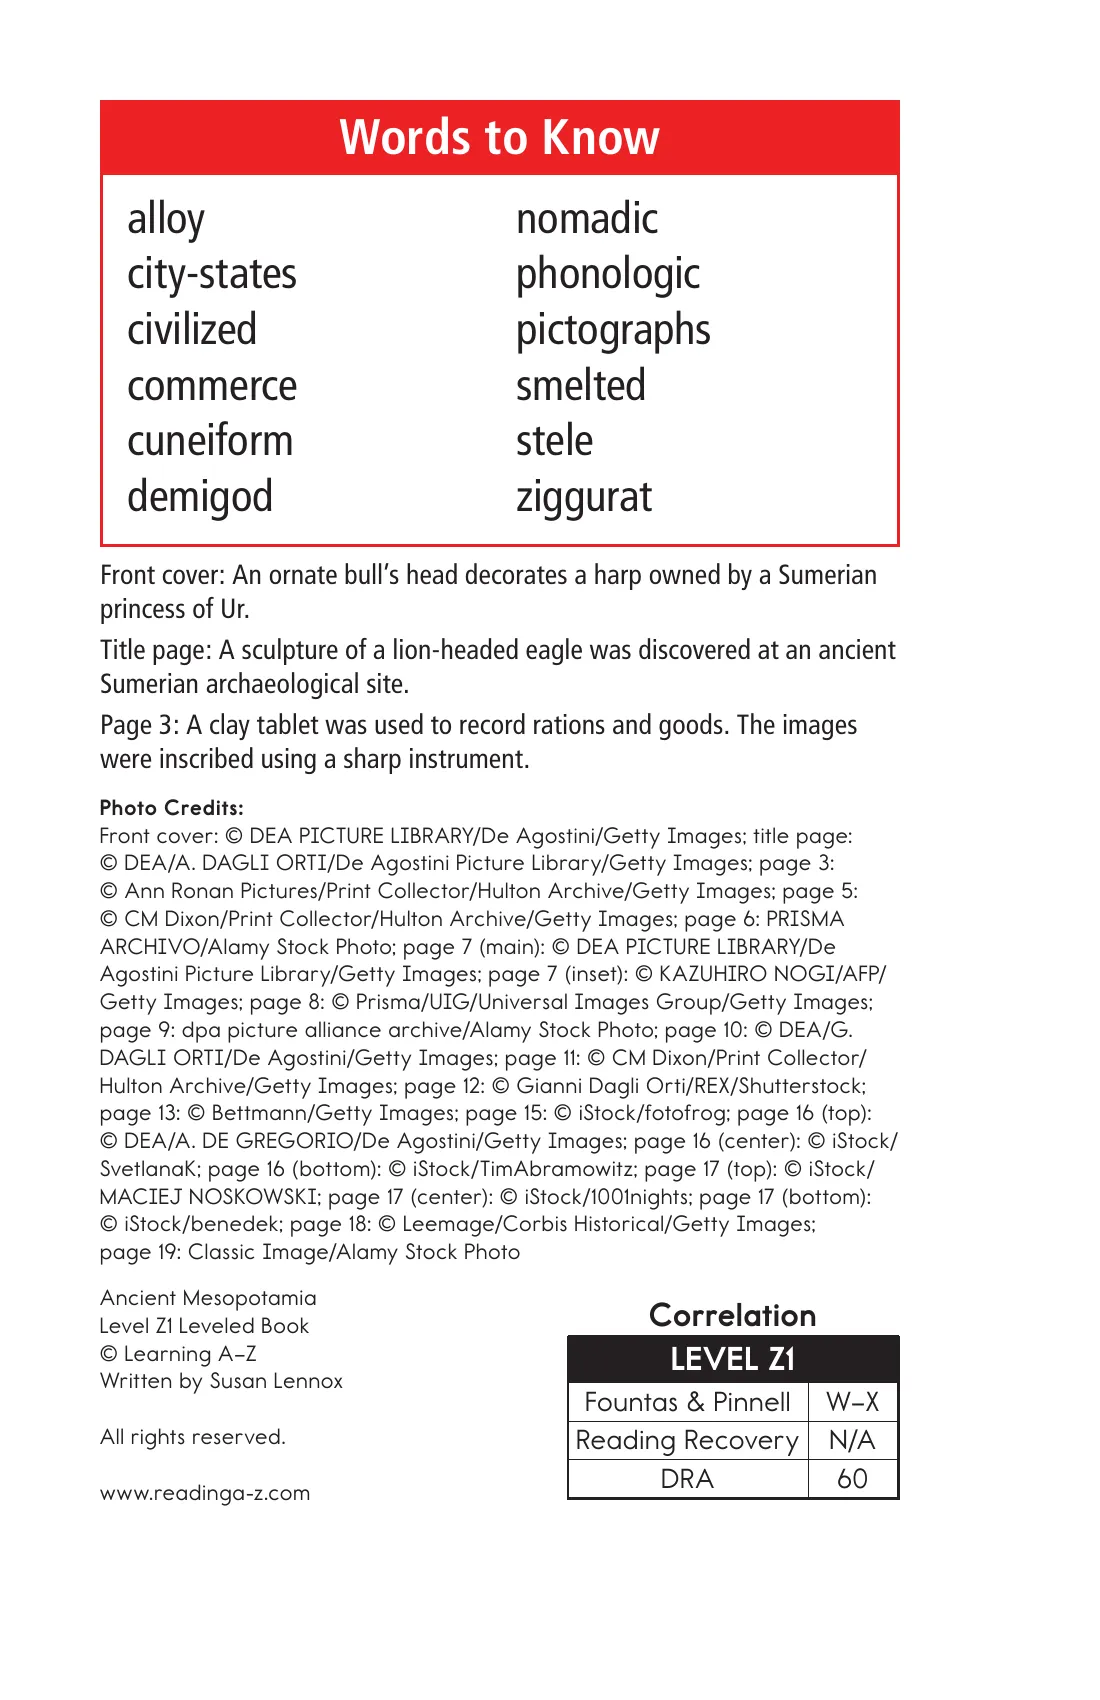 Words to Know
alloy
city-states
civilized
commerce
cuneiform
demigod
nomadic
phonologic
pictographs
smelted
stele
ziggurat
Front cover: An ornate bull’s head decorates a harp owned by a Sumerian
princess of Ur.
Title page: A sculpture of a lion-headed eagle was discovered at an ancient
Sumerian archaeological site.
Page 3: A clay tablet was used to record rations and goods. The images
were inscribed using a sharp instrument.
Photo Credits:
Front cover: © DEA PICTURE LIBRARY/De Agostini/Getty Images; title page:
© DEA/A. DAGLI ORTI/De Agostini Picture Library/Getty Images; page 3:
© Ann Ronan Pictures/Print Collector/Hulton Archive/Getty Images; page 5:
© CM Dixon/Print Collector/Hulton Archive/Getty Images; page 6: PRISMA
ARCHIVO/Alamy Stock Photo; page 7 (main): © DEA PICTURE LIBRARY/De
Agostini Picture Library/Getty Images; page 7 (inset): © KAZUHIRO NOGI/AFP/
Getty Images; page 8: © Prisma/UIG/Universal Images Group/Getty Images;
page 9: dpa picture alliance archive/Alamy Stock Photo; page 10: © DEA/G.
DAGLI ORTI/De Agostini/Getty Images; page 11: © CM Dixon/Print Collector/
Hulton Archive/Getty Images; page 12: © Gianni Dagli Orti/REX/Shutterstock;
page 13: © Bettmann/Getty Images; page 15: © iStock/fotofrog; page 16 (top):
© DEA/A. DE GREGORIO/De Agostini/Getty Images; page 16 (center): © iStock/
SvetlanaK; page 16 (bottom): © iStock/TimAbramowitz; page 17 (top): © iStock/
MACIEJ NOSKOWSKI; page 17 (center): © iStock/1001nights; page 17 (bottom):
© iStock/benedek; page 18: © Leemage/Corbis Historical/Getty Images;
page 19: Classic Image/Alamy Stock Photo
Ancient Mesopotamia
Level Z1 Leveled Book
© Learning A–Z
Written by Susan Lennox
All rights reserved.
www.readinga-z.com
Correlation
LEVEL Z1
Fountas & Pinnell W–X
Reading Recovery N/A
DRA 60